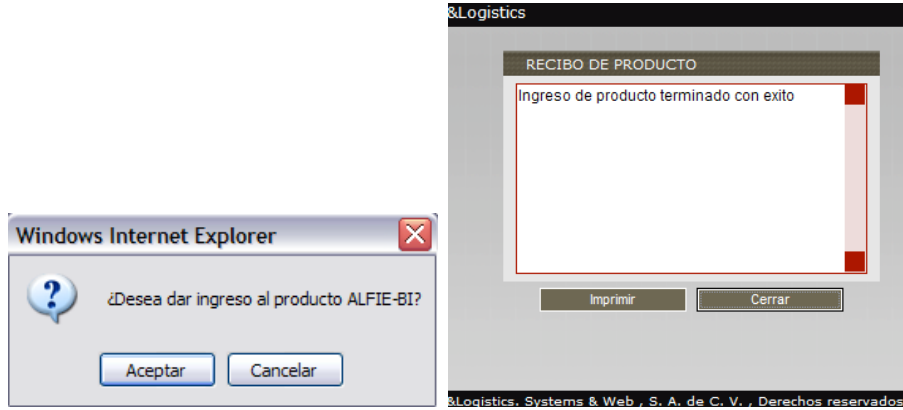 Windows Internet Explorer
¿Desea dar ingreso al producto ALFIE-BI?
Aceptar
Cancelar
&Logistics
RECIBO DE PRODUCTO
Ingreso de producto terminado con exito
Imprimir
Cerrar
&Logistics. Systems & Web , S. A. de C. V. , Derechos reservados